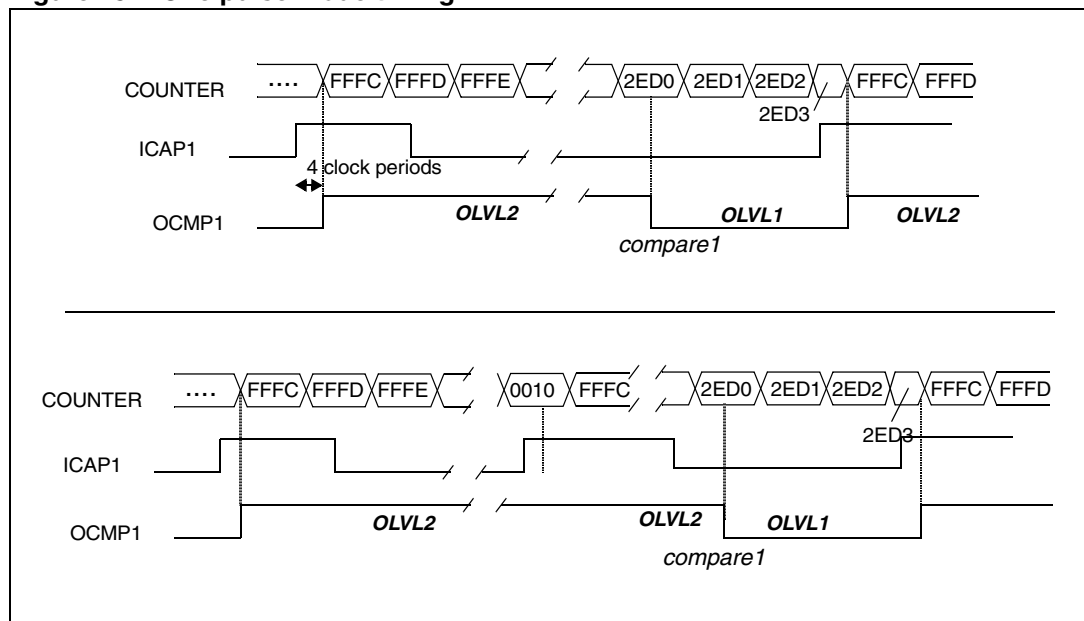 COUNTER .... FFFC FFFD FFFE 2ED0 2ED1 2ED2 FFFC FFFD
2ED3
ICAP1
4 clock periods
OCMP1 OLVL2 OLVL1 OLVL2
compare1
COUNTER .... FFFC FFFD FFFE 0010 FFFC 2ED0 2ED1 2ED2 FFFC FFFD
2ED3
ICAP1
OCMP1 OLVL2 OLVL2 OLVL1
compare1